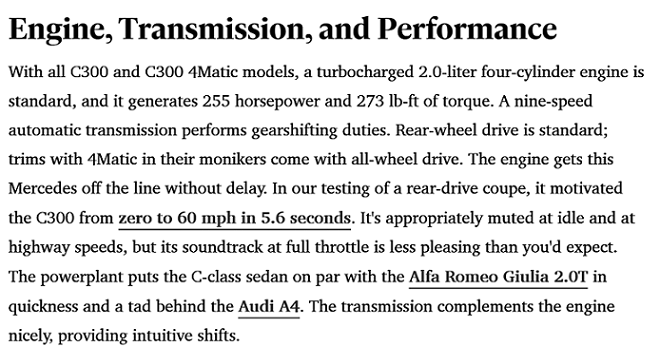 Engine, Transmission, and Performance
With all C300 and C300 4Matic models, a turbocharged 2.0-liter four-cylinder engine is
standard, and it generates 255 horsepower and 273 lb-ft of torque. A nine-speed
automatic transmission performs gearshifting duties. Rear-wheel drive is standard;
trims with 4Matic in their monikers come with all-wheel drive. The engine gets this
Mercedes off the line without delay. In our testing of a rear-drive coupe, it motivated
the C300 from zero to 60 mph in 5.6 seconds. It's appropriately muted at idle and at
highway speeds, but its soundtrack at full throttle is less pleasing than you'd expect.
The powerplant puts the C-class sedan on par with the Alfa Romeo Giulia 2.0T in
quickness and a tad behind the Audi A4. The transmission complements the engine
nicely, providing intuitive shifts.